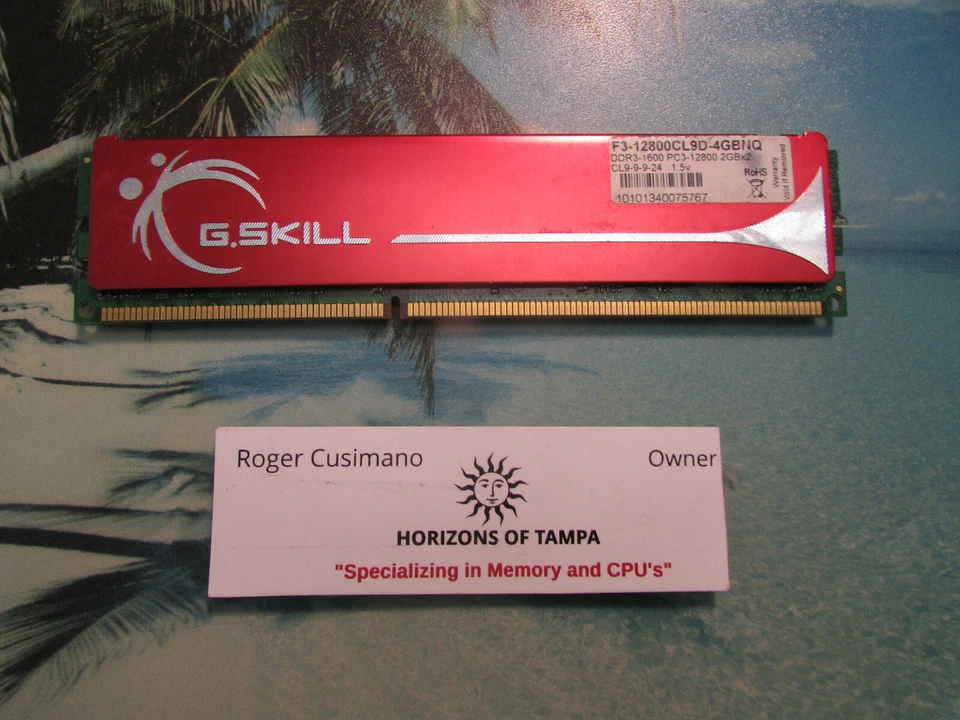 F3-12800CL9D-4GBNQ
DDR3-1600 PC3-12800 2GBx2
CL9-9-9-24 1.5v
RoHS
10101340075767
Warranty
Void If Removed
G.SKILL
Roger Cusimano
Owner
HORIZONS OF TAMPA
"Specializing in Memory and CPU's"